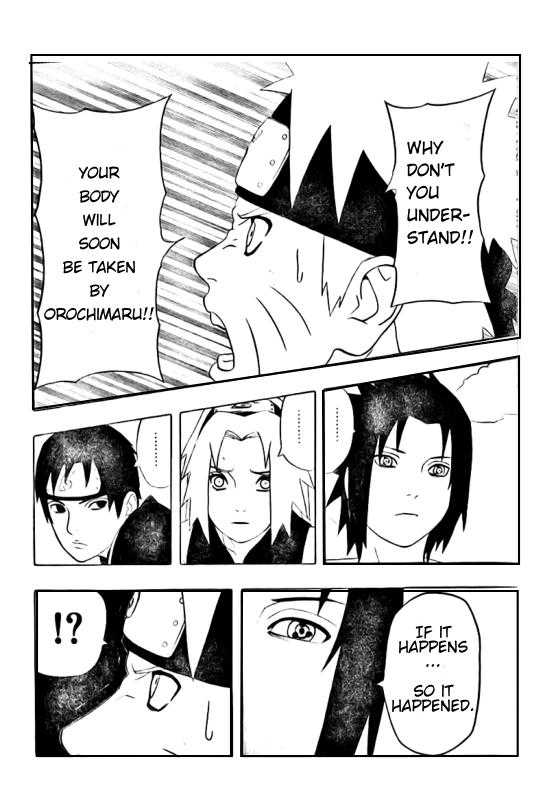 WHY
DON'T
YOU
UNDER-
STAND!!
YOUR
BODY
WILL
SOON
BE TAKEN
BY
OROCHIMARU!!
.........
.........
IF IT
HAPPENS
...
SO IT
HAPPENED.
!?